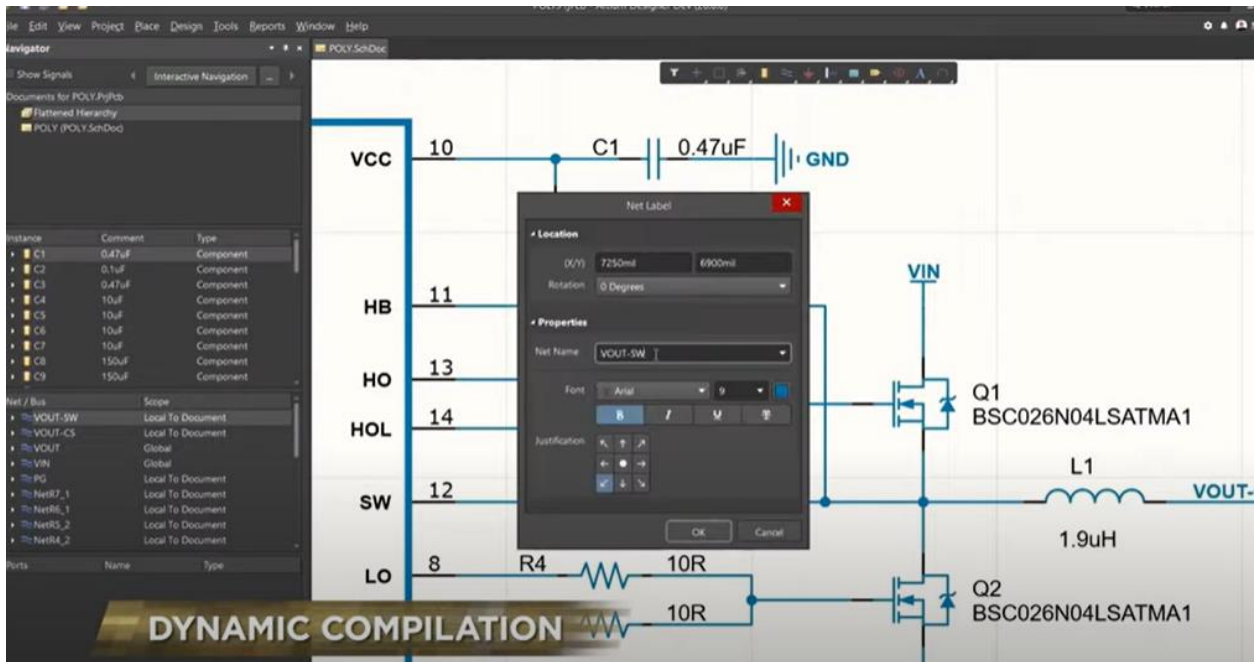 POLY.PrjPcb - Altium Designer Dev
File Edit View Project Place Design Tools Reports Window Help
Navigator
POLY.SchDoc
Show Signals
Interactive Navigation
...
Documents for POLY.PrjPcb
Flattened Hierarchy
POLY (POLY.SchDoc)
Instance Comment Type
C1 0.47uF Component
C2 0.1uF Component
C3 0.47uF Component
C4 10uF Component
C5 10uF Component
C6 10uF Component
C7 10uF Component
C8 150uF Component
C9 150uF Component
Net / Bus Scope
VOUT-SW Local To Document
VOUT-CS Local To Document
VOUT Global
VIN Global
PG Local To Document
NetR7_1 Local To Document
NetR6_1 Local To Document
NetR5_2 Local To Document
NetR4_2 Local To Document
Ports Name Type
VCC 10 C1 0.47uF GND
HB 11
HO 13
HOL 14
SW 12
LO 8 R4 10R
10R
Net Label
Location
(X/Y) 7250mil 6900mil
Rotation 0 Degrees
Properties
Net Name VOUT-SW
Font Arial 9
B I U T
Justification
OK Cancel
VIN
Q1
BSC026N04LSATMA1
L1
VOUT-
1.9uH
Q2
BSC026N04LSATMA1
DYNAMIC COMPILATION